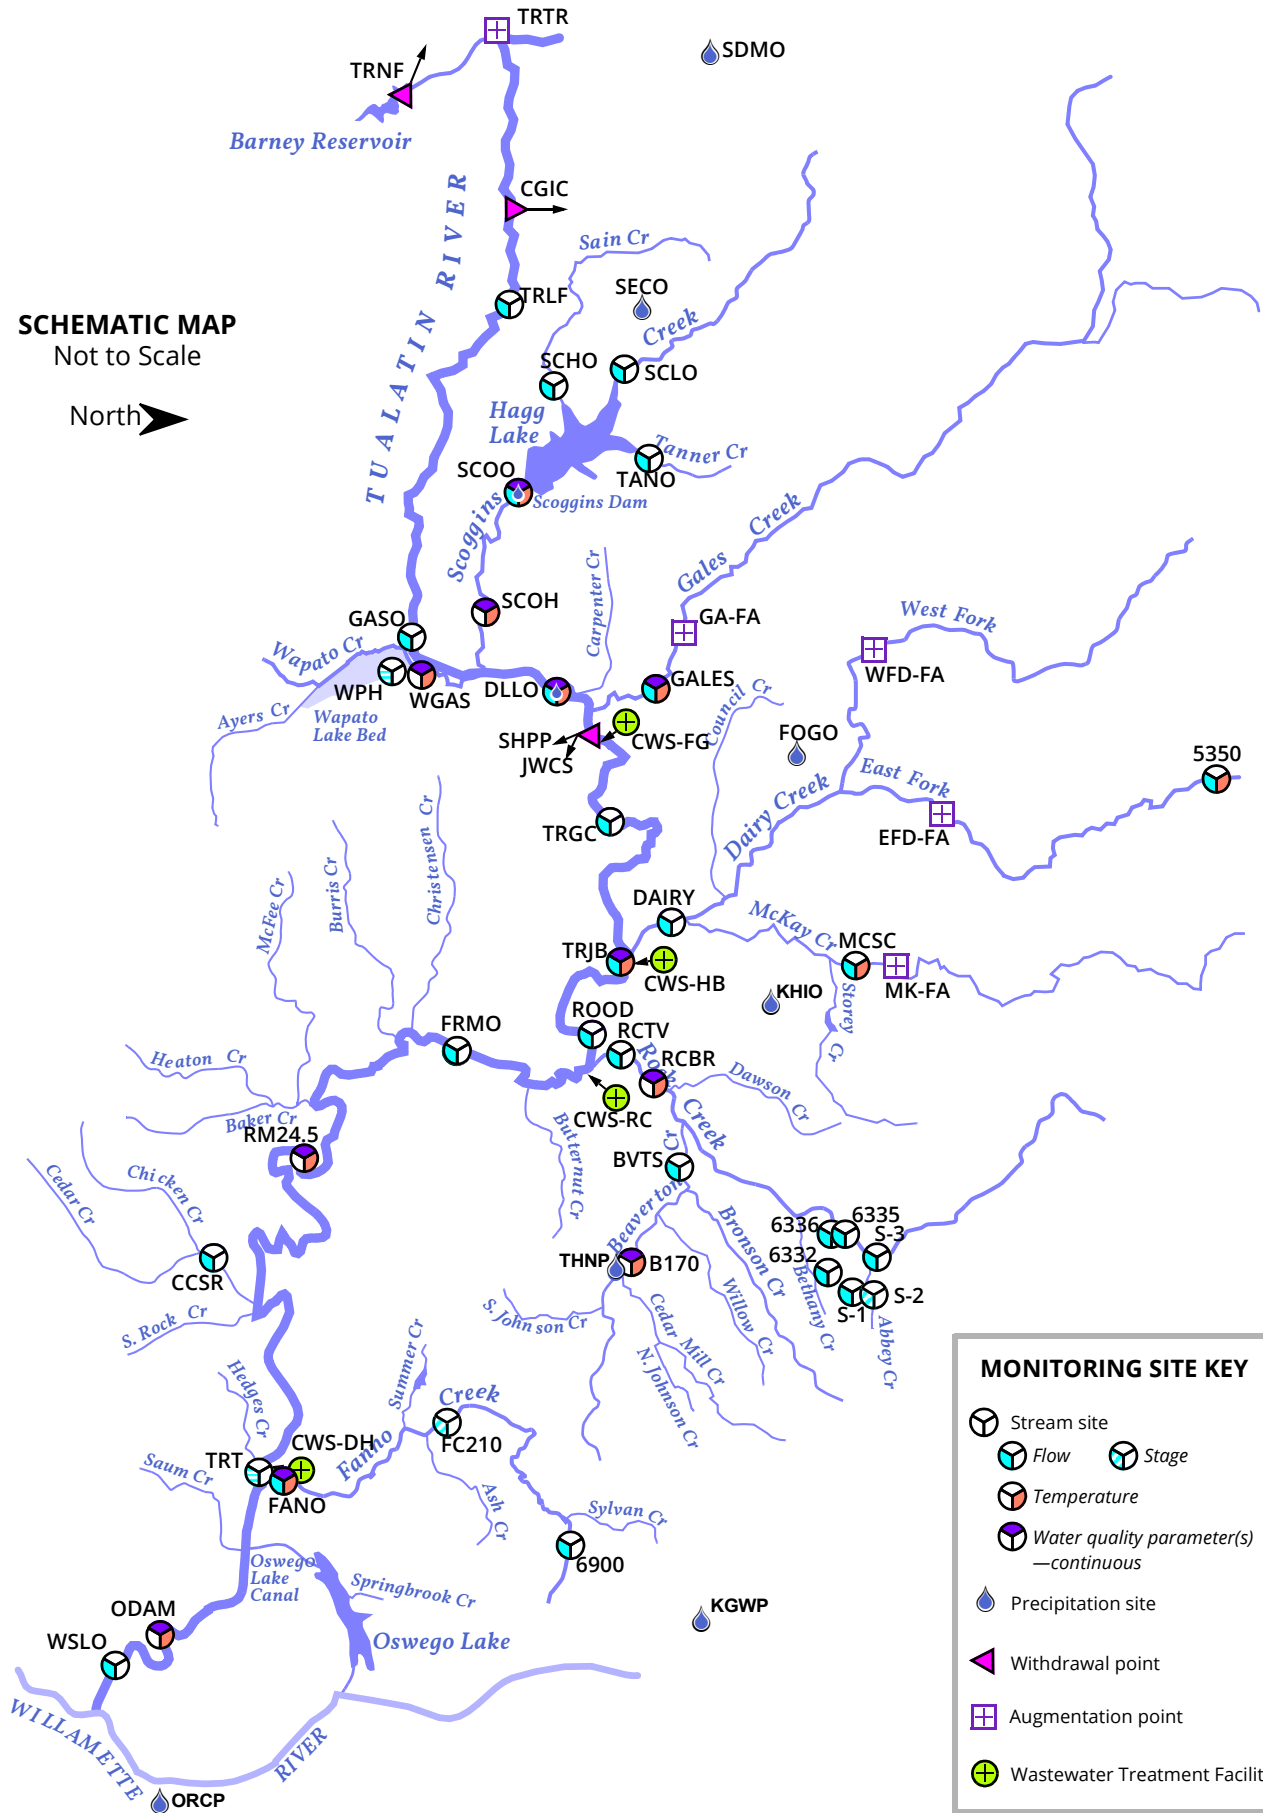 TRTR
SDMO
TRNF
Barney Reservoir
CGIC
TUALATIN RIVER
Sain Cr
SECO
TRLF
Creek
SCHEMATIC MAP
Not to Scale
North
SCHO
SCLO
Hagg
Lake
Tanner Cr
SCOO
TANO
Scoggins Dam
Scoggins
Gales Creek
Carpenter Cr
SCOH
GASO
GA-FA
West Fork
Wapato Cr
WFD-FA
WPH
WGAS
DLLO
GALES
Ayers Cr
Wapato
Lake Bed
Council Cr
SHPP
JWCS
CWS-FG
FOGO
East Fork
5350
TRGC
Dairy Creek
EFD-FA
Christensen Cr
Burris Cr
McFee Cr
DAIRY
McKay Cr
MCSC
TRJB
CWS-HB
MK-FA
KHIO
Storey Cr
FRMO
ROOD
RCTV
Rock
RCBR
Heaton Cr
Dawson Cr
Creek
CWS-RC
Baker Cr
RM24.5
Butternut Cr
BVTS
Cr
Beaverton
Cedar Cr
Chicken Cr
Bronson Cr
6336
6335
S-3
6332
CCSR
THNP
B170
Willow Cr
Bethany Cr
S-1
S-2
Abbey Cr
S. Rock Cr
S. Johnson Cr
Cedar Mill Cr
N. Johnson Cr
Hedges Cr
Summer Cr
Creek
Fanno
FC210
CWS-DH
TRT
Saum Cr
FANO
Ash Cr
Sylvan Cr
6900
Oswego
Lake
Canal
Springbrook Cr
ODAM
WSLO
Oswego Lake
KGWP
WILLAMETTE
RIVER
ORCP
MONITORING SITE KEY
Stream site
Flow
Stage
Temperature
Water quality parameter(s)
—continuous
Precipitation site
Withdrawal point
Augmentation point
Wastewater Treatment Facilit